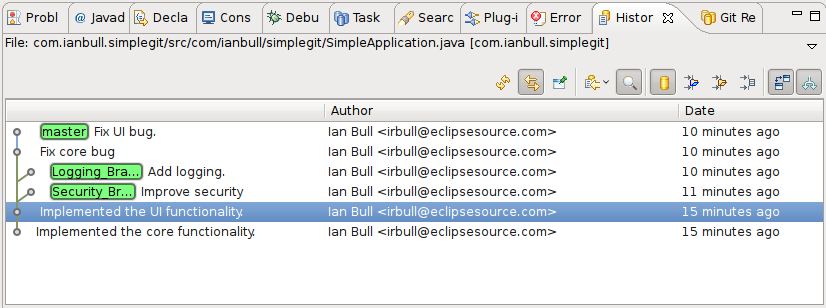 Probl @ Javad Decla Cons Debu Task Searc Plug-i Error Histor Git Re
File: com.ianbull.simplegit/src/com/ianbull/simplegit/SimpleApplication.java [com.ianbull.simplegit]
Author Date
master Fix UI bug. Ian Bull <irbull@eclipsesource.com> 10 minutes ago
Fix core bug Ian Bull <irbull@eclipsesource.com> 10 minutes ago
Logging_Bra... Add logging. Ian Bull <irbull@eclipsesource.com> 10 minutes ago
Security_Br... Improve security Ian Bull <irbull@eclipsesource.com> 11 minutes ago
Implemented the UI functionality. Ian Bull <irbull@eclipsesource.com> 15 minutes ago
Implemented the core functionality. Ian Bull <irbull@eclipsesource.com> 15 minutes ago